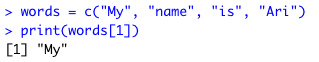 > words = c("My", "name", "is", "Ari")
> print(words[1])
[1] "My"